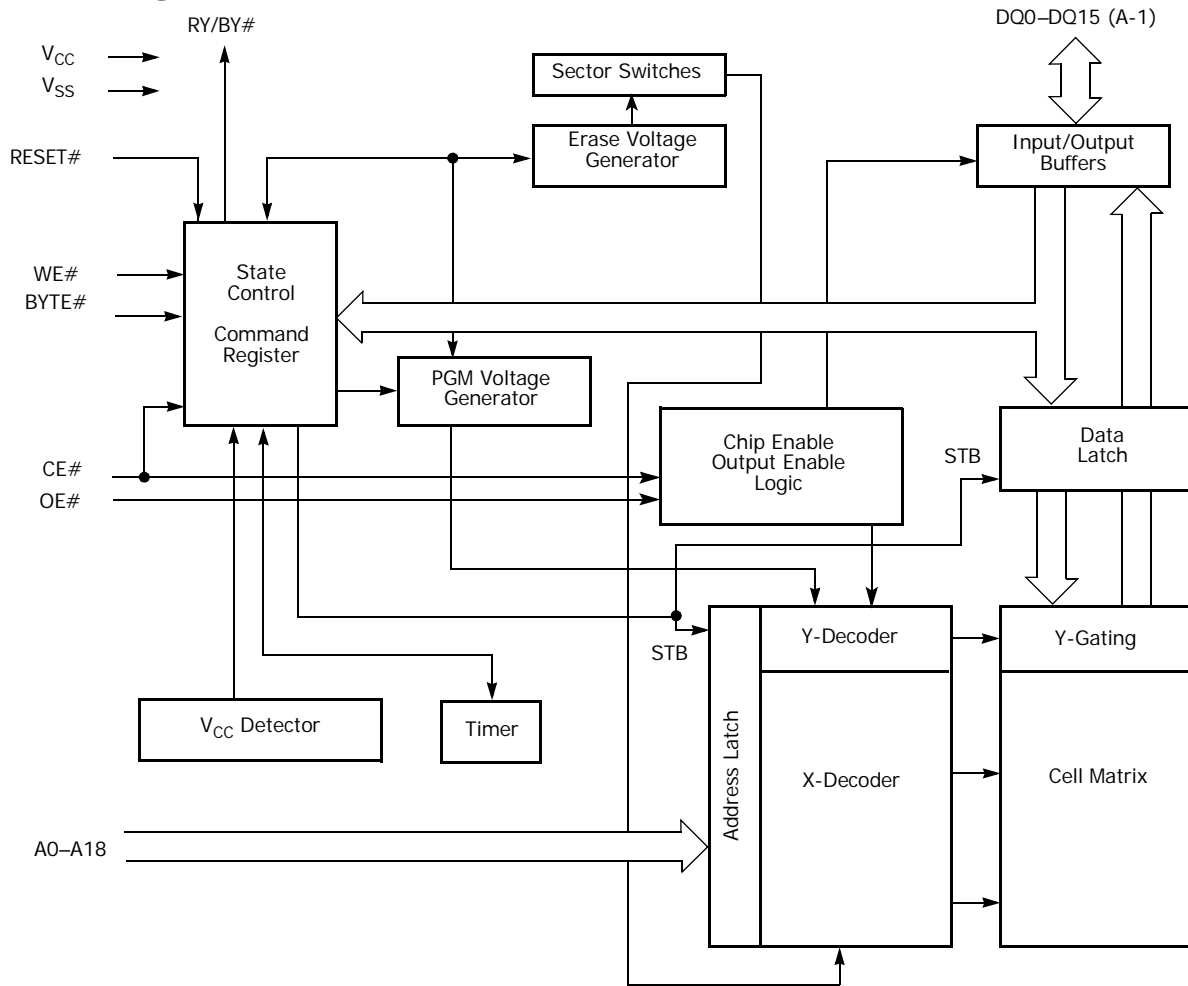 RY/BY#
DQ0–DQ15 (A-1)
VCC
VSS
Sector Switches
Erase Voltage
Generator
Input/Output
Buffers
RESET#
WE#
BYTE#
State
Control
Command
Register
PGM Voltage
Generator
Chip Enable
Output Enable
Logic
STB
Data
Latch
CE#
OE#
STB
Y-Decoder
Y-Gating
VCC Detector
Timer
Address Latch
X-Decoder
Cell Matrix
A0–A18